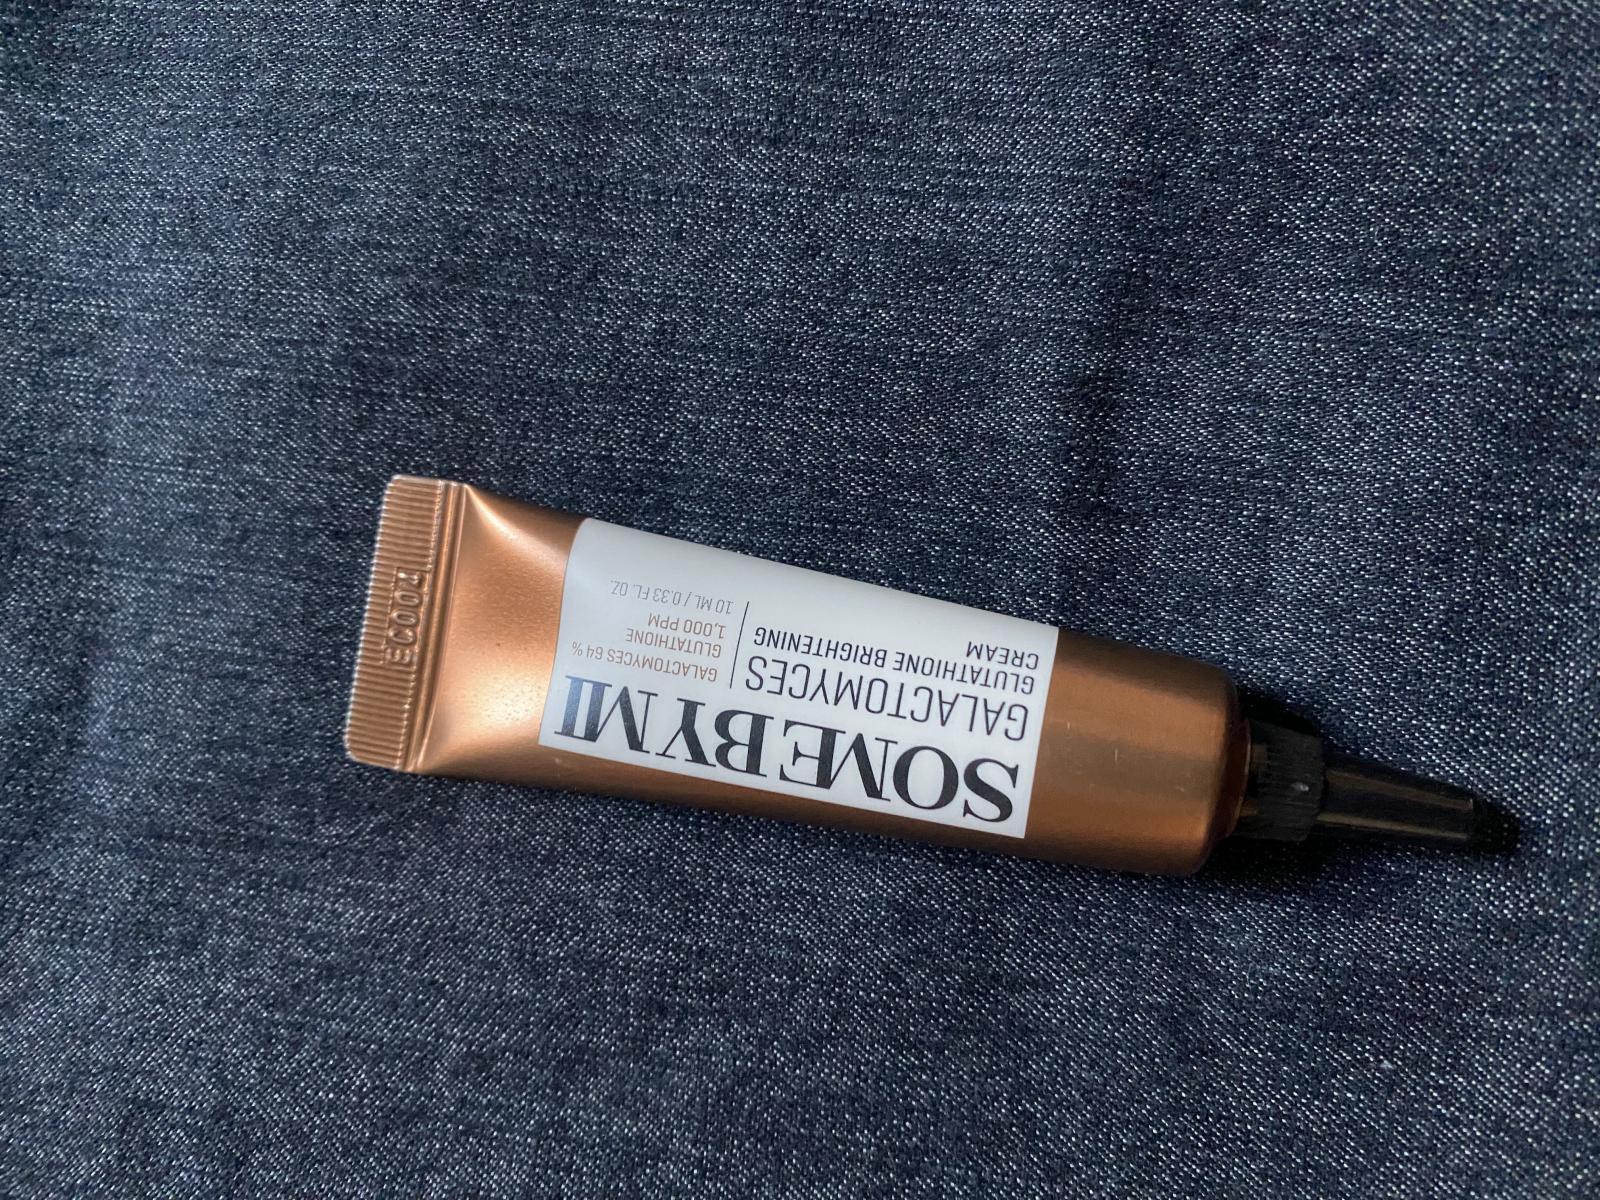 SOME BY MI
GALACTOMYCES
GLUTATHIONE BRIGHTENING
CREAM
GALACTOMYCES 64 %
GLUTATHIONE
1,000 PPM
10 ML / 0.33 FL. OZ.